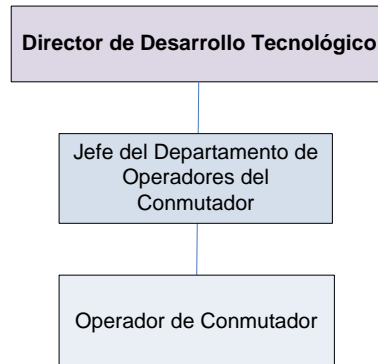 Director de Desarrollo Tecnológico
Jefe del Departamento de
Operadores del
Conmutador
Operador de Conmutador